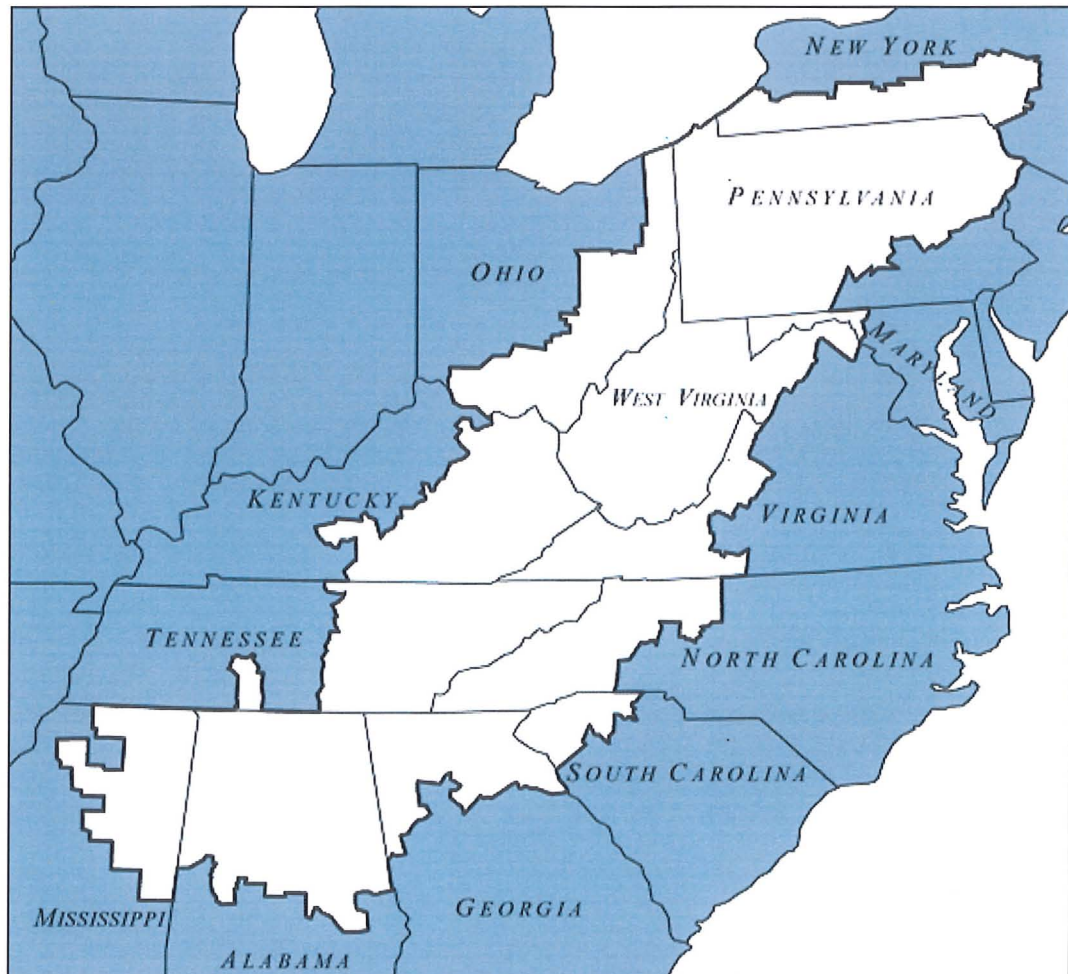 NEW YORK
PENNSYLVANIA
OHIO
MARYLAND
WEST VIRGINIA
KENTUCKY
VIRGINIA
TENNESSEE
NORTH CAROLINA
SOUTH CAROLINA
MISSISSIPPI
GEORGIA
ALABAMA